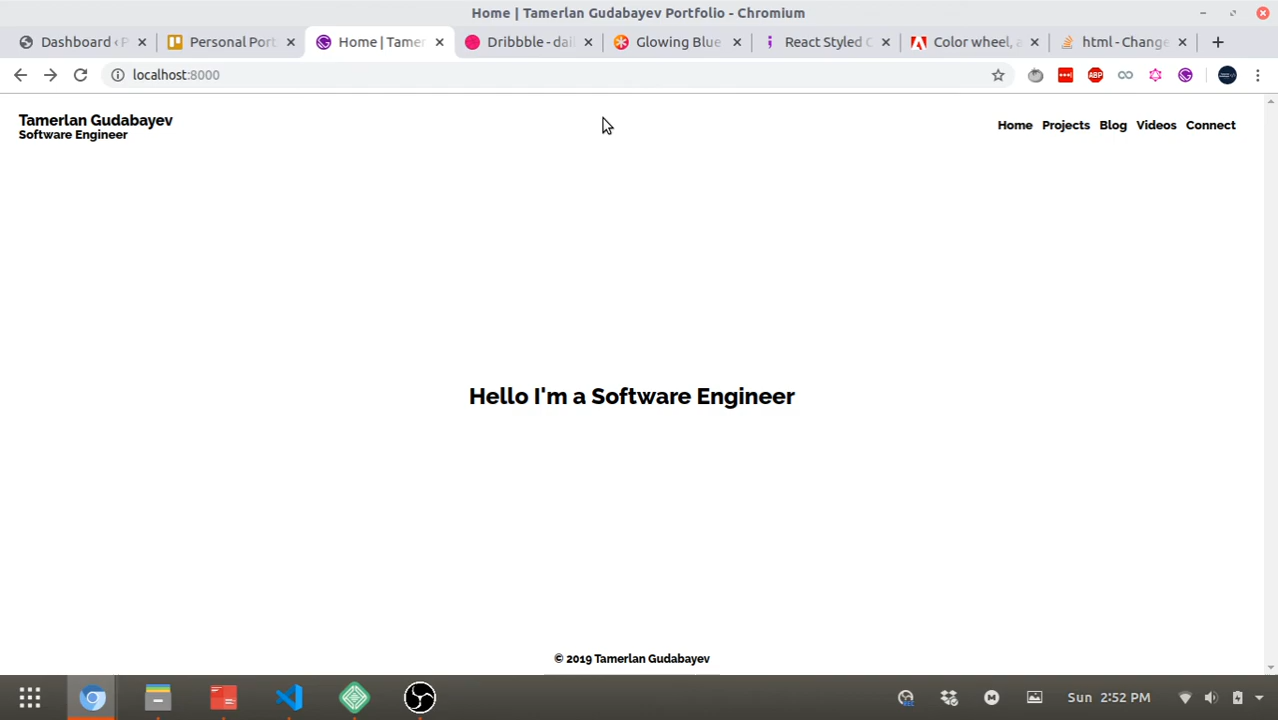 Home | Tamerlan Gudabayev Portfolio - Chromium
Dashboard ‹ P
Personal Port
Home | Tamer
Dribbble - dai
Glowing Blue
React Styled C
Color wheel, a
html - Change
localhost:8000
ABP
Tamerlan Gudabayev
Software Engineer
Home Projects Blog Videos Connect
Hello I'm a Software Engineer
© 2019 Tamerlan Gudabayev
Sun 2:52 PM